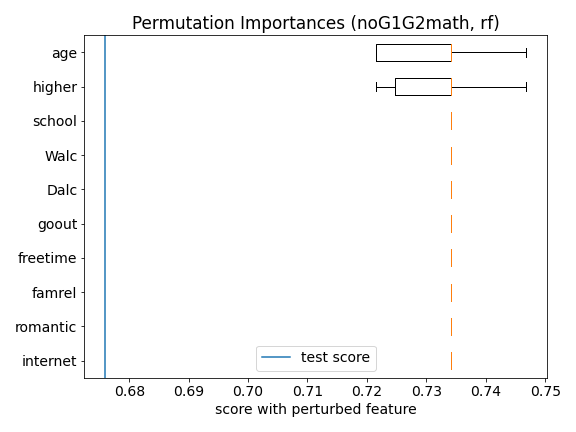 Permutation Importances (noG1G2math, rf)
age
higher
school
Walc
Dalc
goout
freetime
famrel
romantic
internet
test score
0.68 0.69 0.70 0.71 0.72 0.73 0.74 0.75
score with perturbed feature